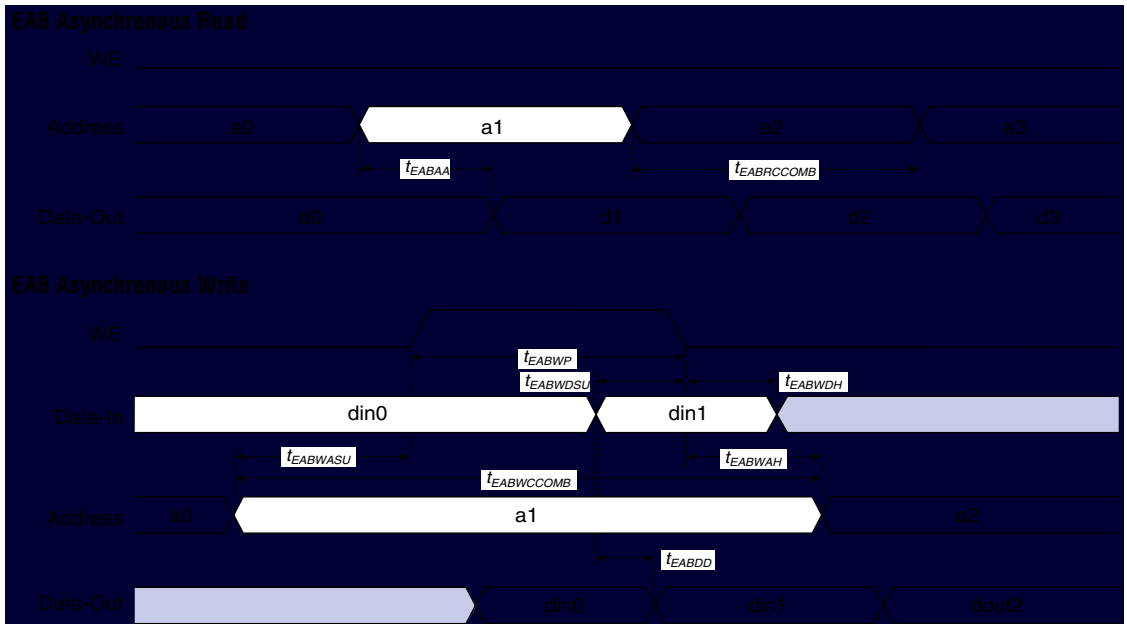 EAB Asynchronous Read
WE
Address a0 a1 a2 a3
tEABAA tEABRCCOMB
Data-Out d0 d1 d2 d3
EAB Asynchronous Write
WE
tEABWP
tEABWDSU tEABWDH
Data-In din0 din1
tEABWASU tEABWAH
tEABWCCOMB
Address a0 a1 a2
tEABDD
Data-Out din0 din1 dout2